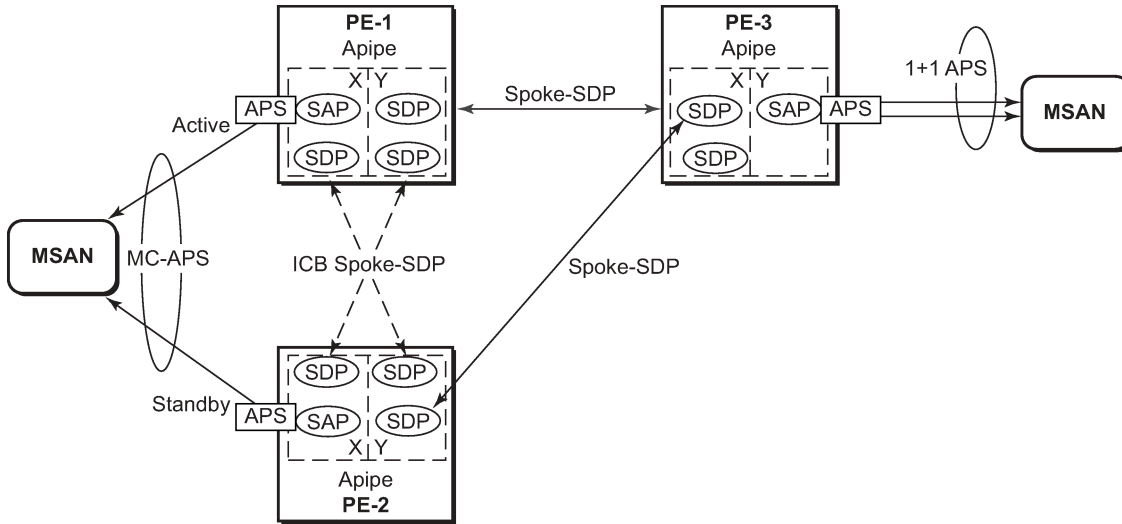 PE-1
Apipe
X Y
APS
SAP
SDP
SDP
SDP
Active
Spoke-SDP
PE-3
Apipe
X Y
SDP
SAP
APS
SDP
1+1 APS
MSAN
MSAN
MC-APS
ICB Spoke-SDP
Spoke-SDP
Standby
SDP
SDP
APS
SAP
SDP
X Y
Apipe
PE-2